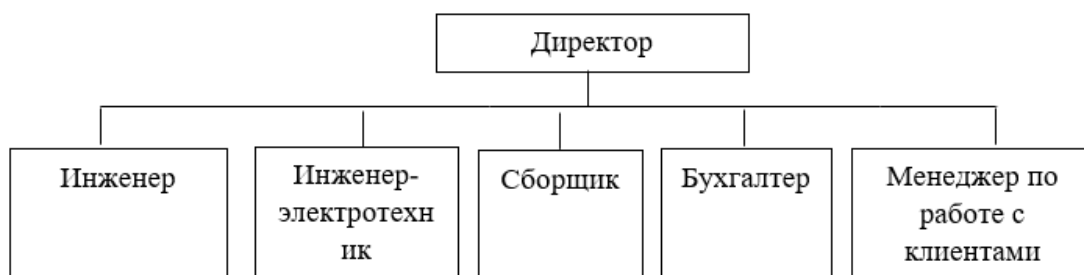 Директор
Инженер
Инженер-
электротехн
ик
Сборщик
Бухгалтер
Менеджер по
работе с
клиентами